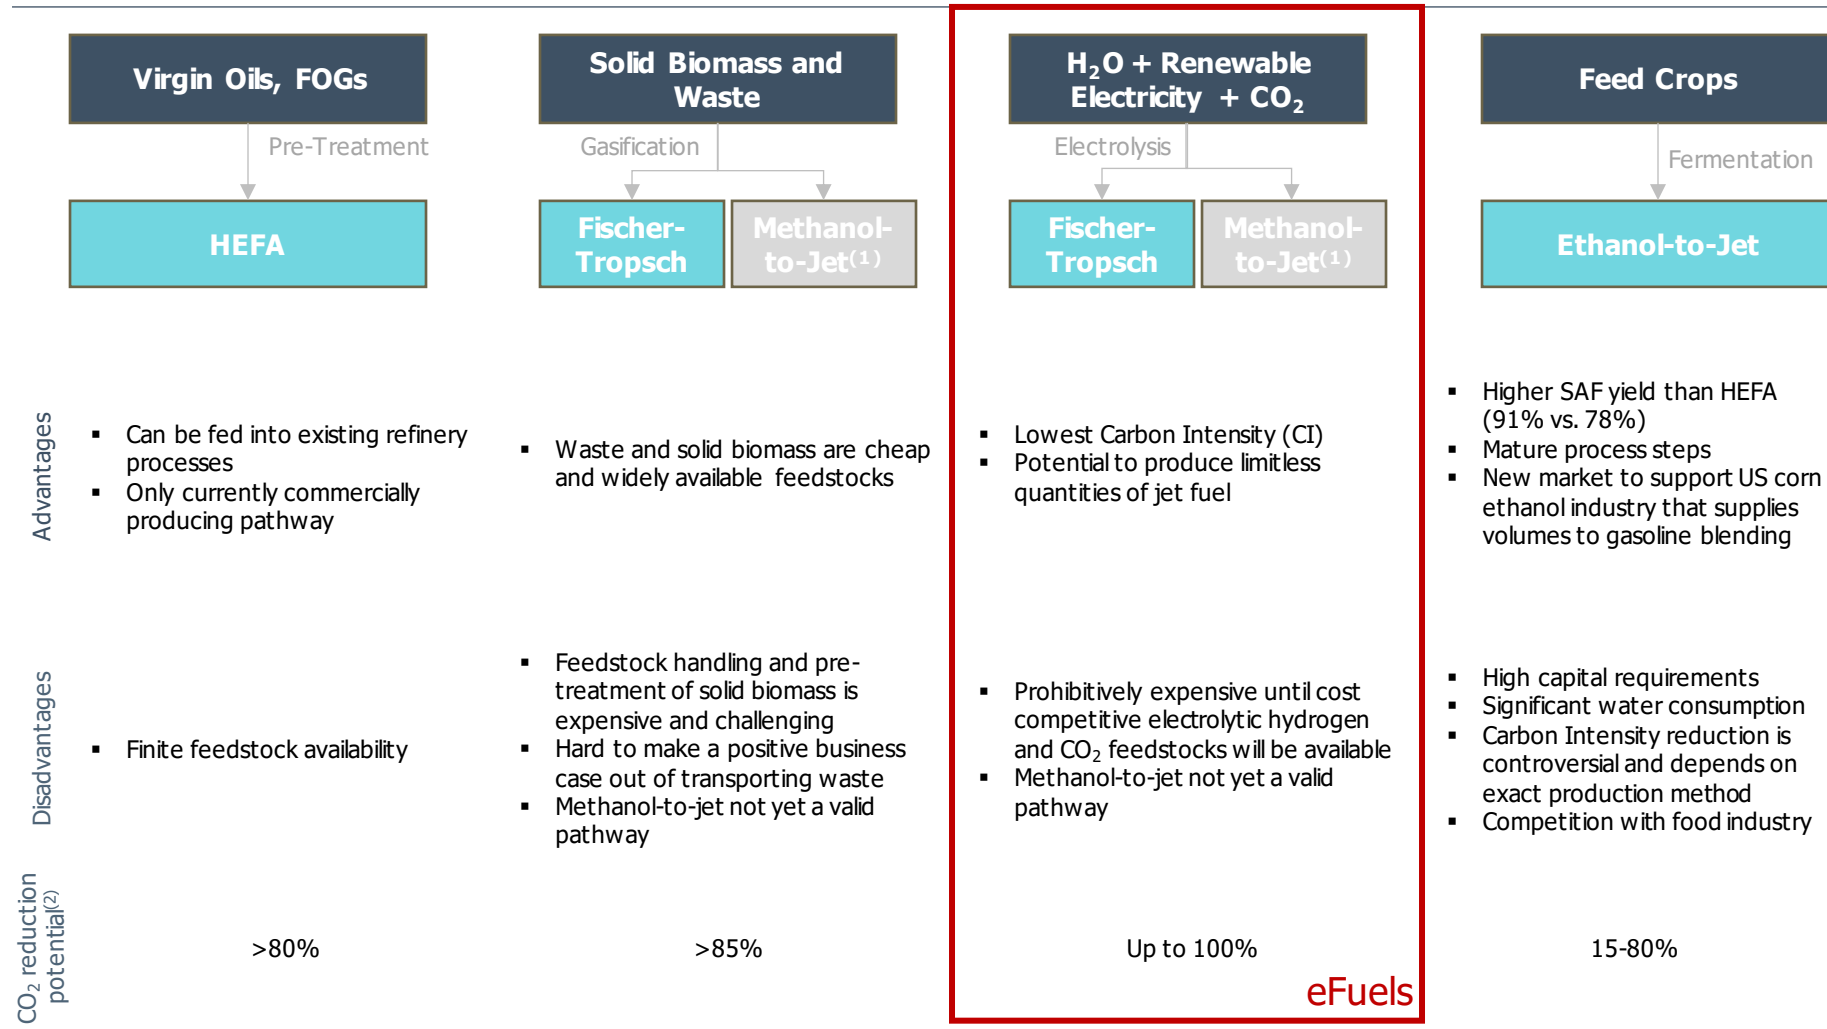 Virgin Oils, FOGs
Pre-Treatment
HEFA
Solid Biomass and
Waste
Gasification
Fischer-
Tropsch
Methanol-
to-Jet⁽¹⁾
H₂O + Renewable
Electricity + CO₂
Electrolysis
Fischer-
Tropsch
Methanol-
to-Jet⁽¹⁾
Feed Crops
Fermentation
Ethanol-to-Jet
Advantages
▪ Can be fed into existing refinery
processes
▪ Only currently commercially
producing pathway
▪ Waste and solid biomass are cheap
and widely available feedstocks
▪ Lowest Carbon Intensity (CI)
▪ Potential to produce limitless
quantities of jet fuel
▪ Higher SAF yield than HEFA
(91% vs. 78%)
▪ Mature process steps
▪ New market to support US corn
ethanol industry that supplies
volumes to gasoline blending
Disadvantages
▪ Finite feedstock availability
▪ Feedstock handling and pre-
treatment of solid biomass is
expensive and challenging
▪ Hard to make a positive business
case out of transporting waste
▪ Methanol-to-jet not yet a valid
pathway
▪ Prohibitively expensive until cost
competitive electrolytic hydrogen
and CO₂ feedstocks will be available
▪ Methanol-to-jet not yet a valid
pathway
▪ High capital requirements
▪ Significant water consumption
▪ Carbon Intensity reduction is
controversial and depends on
exact production method
▪ Competition with food industry
CO₂ reduction
potential⁽²⁾
>80%
>85%
Up to 100%
15-80%
eFuels